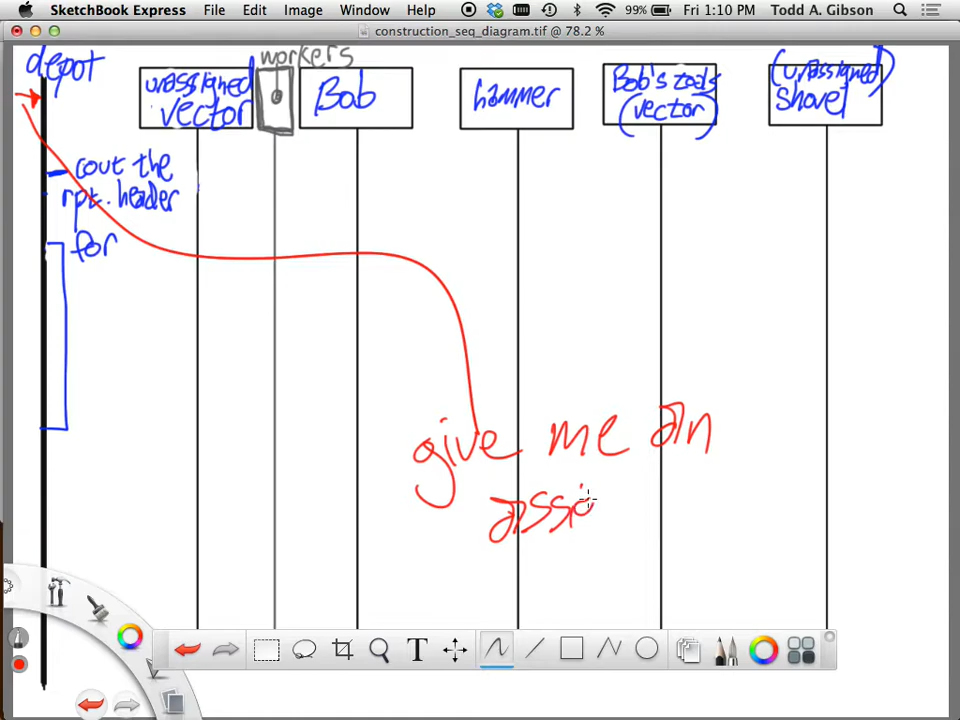 SketchBook Express File Edit Image Window Help 99% Fri 1:10 PM Todd A. Gibson
construction_seq_diagram.tif @ 78.2 %
depot
workers
unassigned
vector
Bob
hammer
Bob's tools
(vector)
(unassigned)
shovel
cout the
rpt. header
for
give me an
assi
T